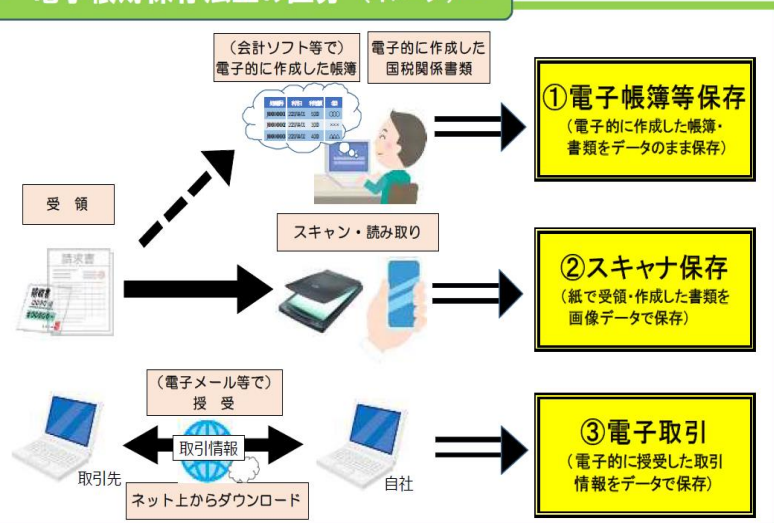 (会計ソフト等で)
電子的に作成した帳簿
電子的に作成した
国税関係書類
①電子帳簿等保存
(電子的に作成した帳簿・
書類をデータのまま保存)
受 領
請求書
領収書
スキャン・読み取り
②スキャナ保存
(紙で受領・作成した書類を
画像データで保存)
(電子メール等で)
授 受
取引情報
取引先
自社
ネット上からダウンロード
③電子取引
(電子的に授受した取引
情報をデータで保存)